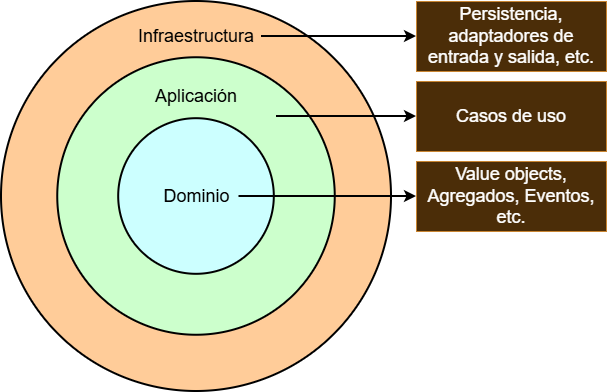 Infraestructura
Persistencia,
adaptadores de
entrada y salida, etc.
Aplicación
Casos de uso
Dominio
Value objects,
Agregados, Eventos,
etc.